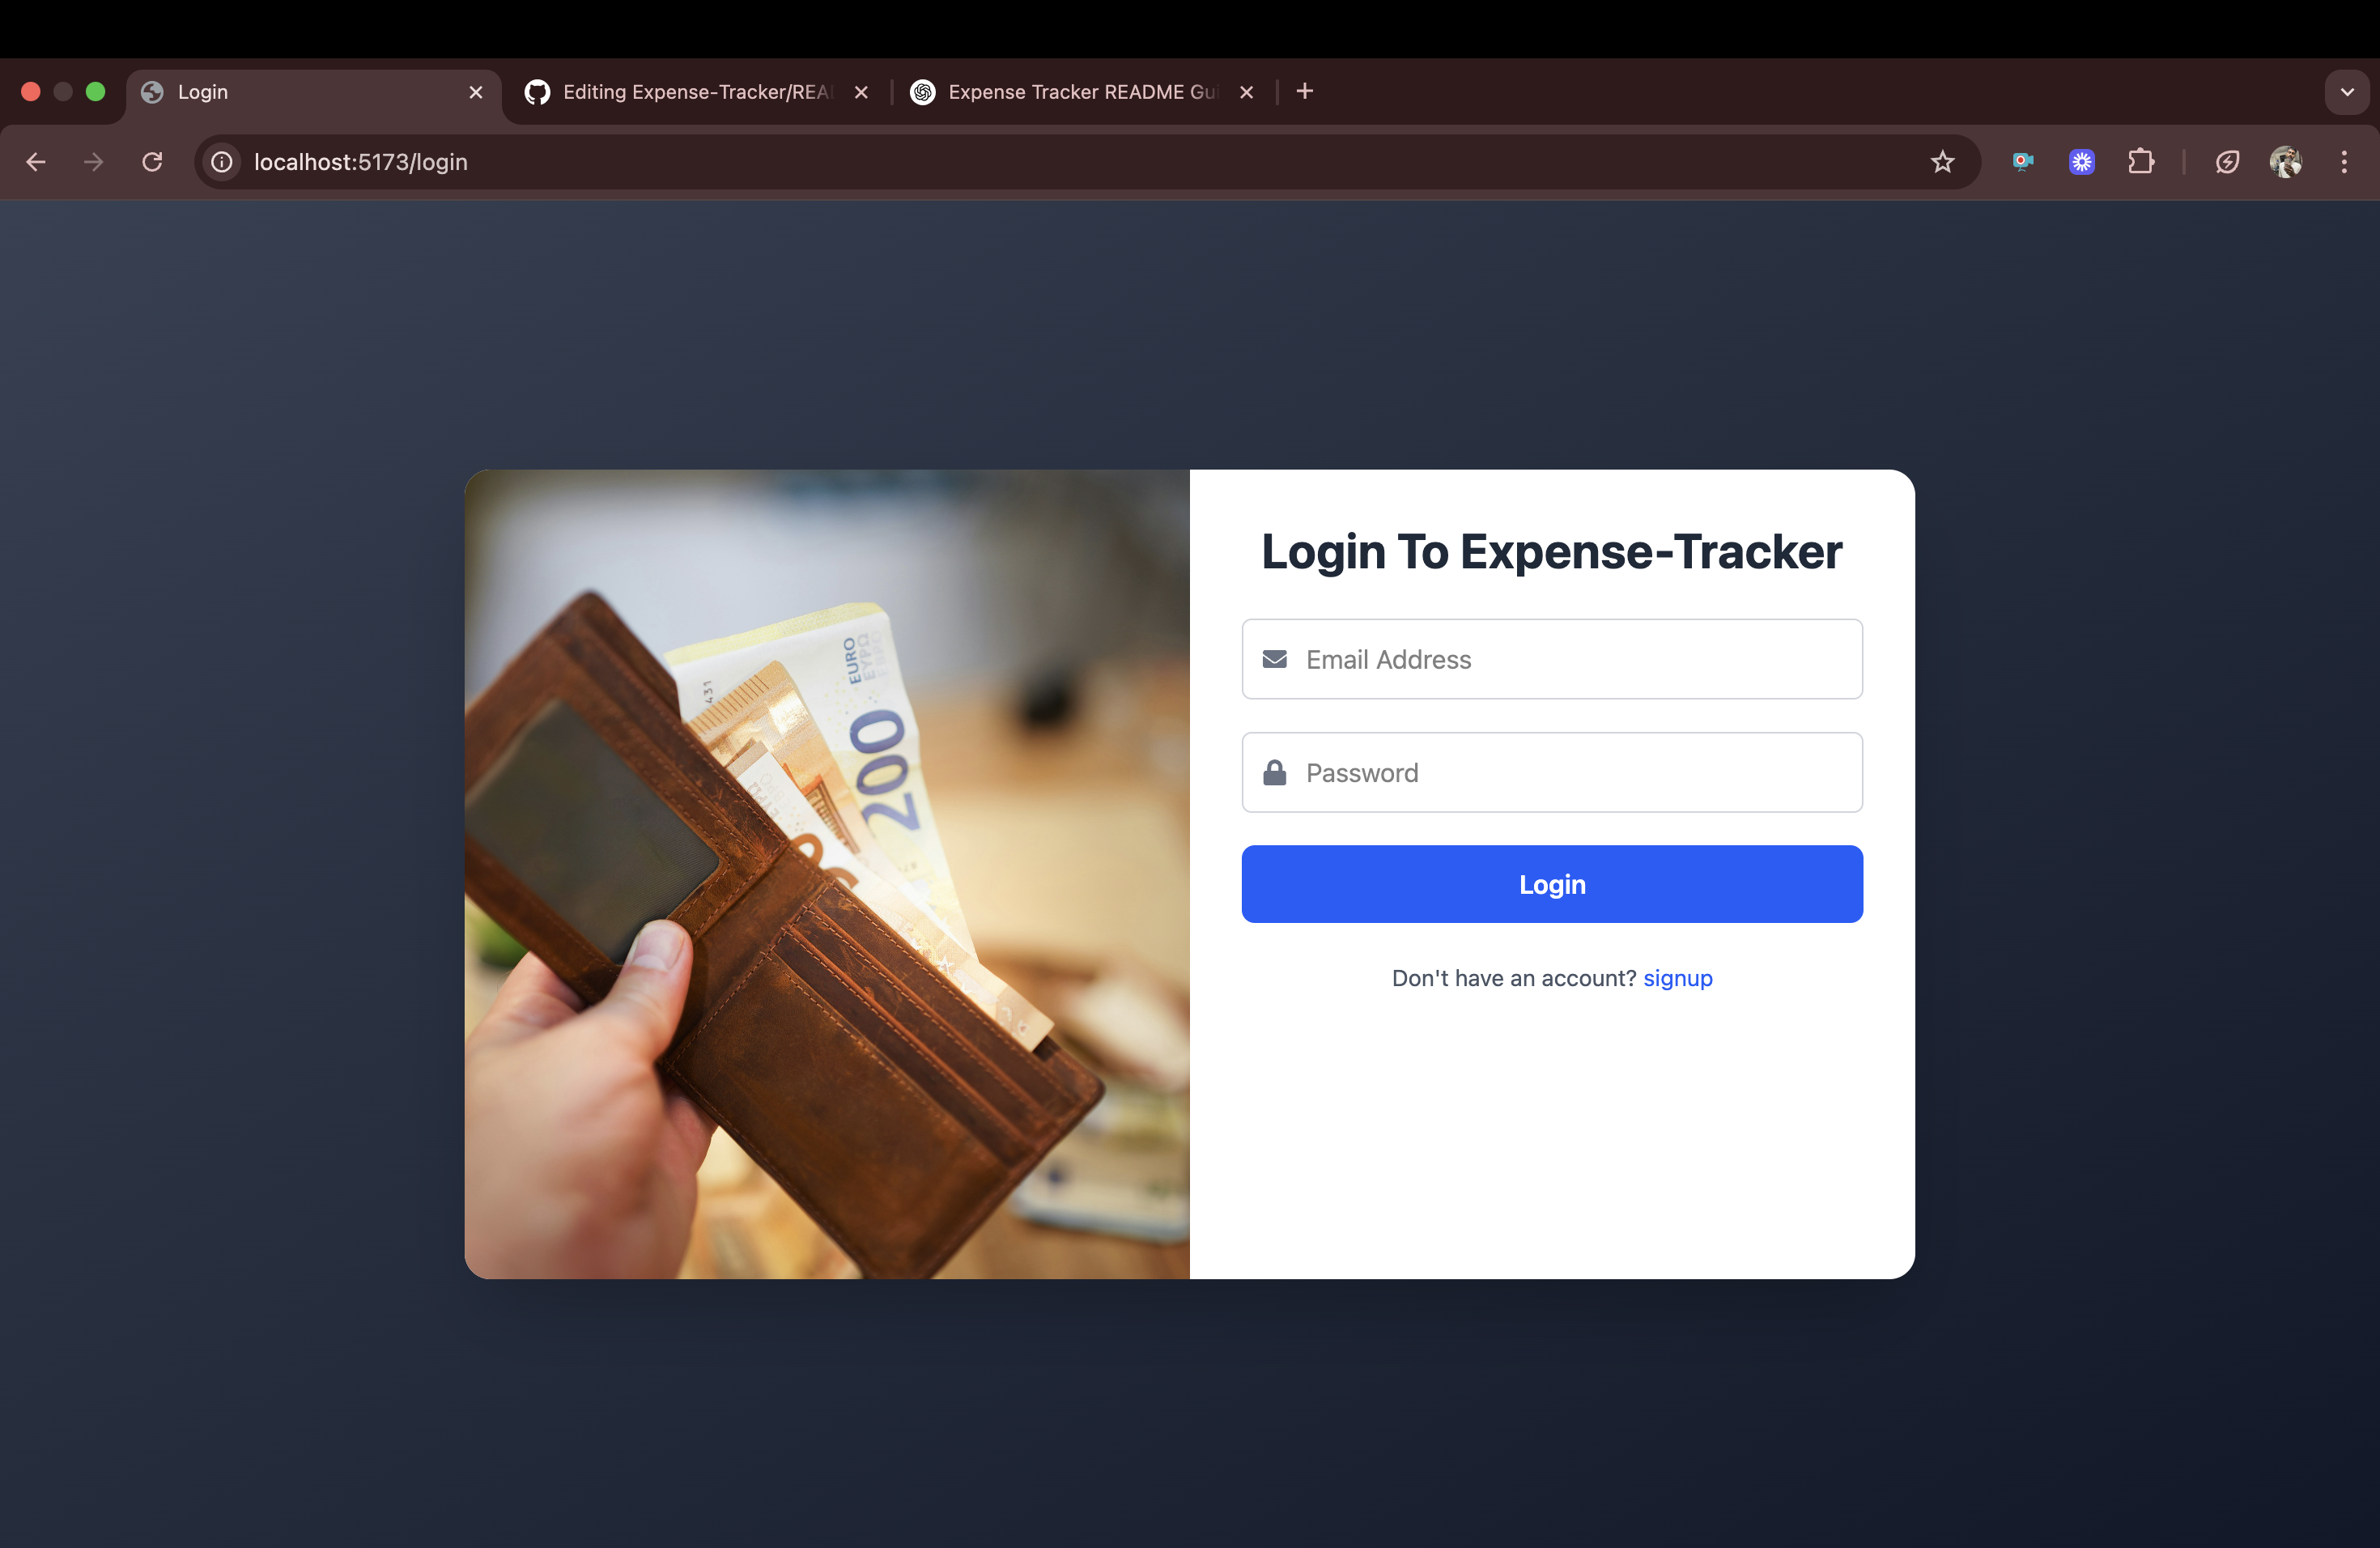 Login
Editing Expense-Tracker/REA
Expense Tracker README Gu
localhost:5173/login
EURO
ΕΥΡΩ
200
Login To Expense-Tracker
Email Address
Password
Login
Don't have an account? signup